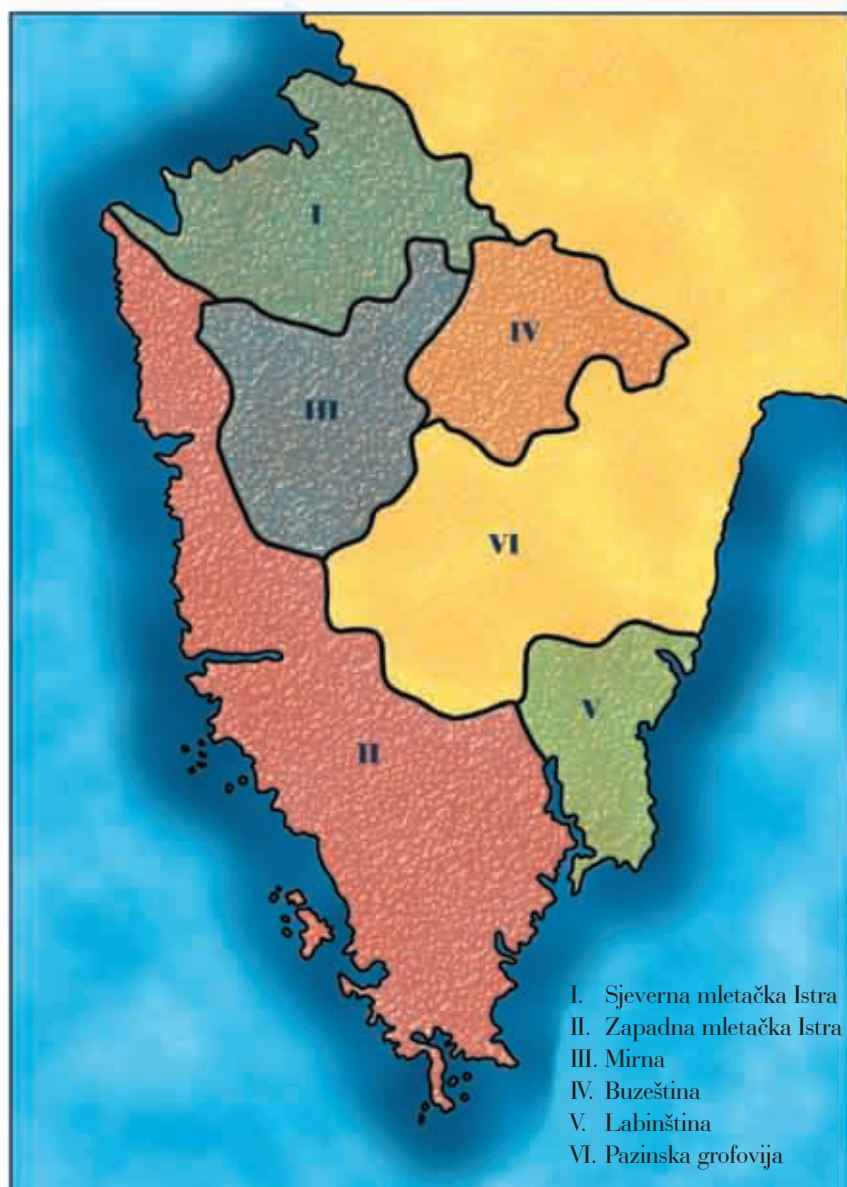 I
IV
III
VI
V
II
I. Sjeverna mletačka Istra
II. Zapadna mletačka Istra
III. Mirna
IV. Buzeština
V. Labinština
VI. Pazinska grofovija